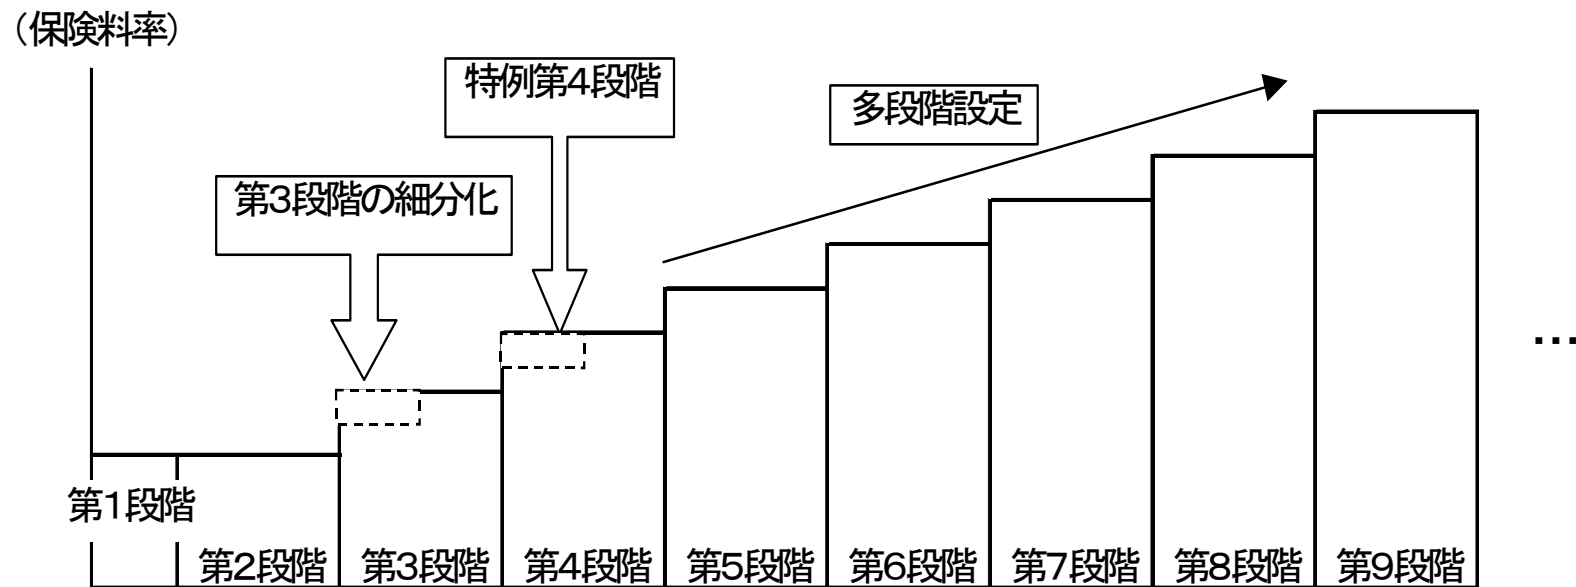 （保険料率）
特例第4段階
多段階設定
第3段階の細分化
…
第1段階
第2段階
第3段階
第4段階
第5段階
第6段階
第7段階
第8段階
第9段階